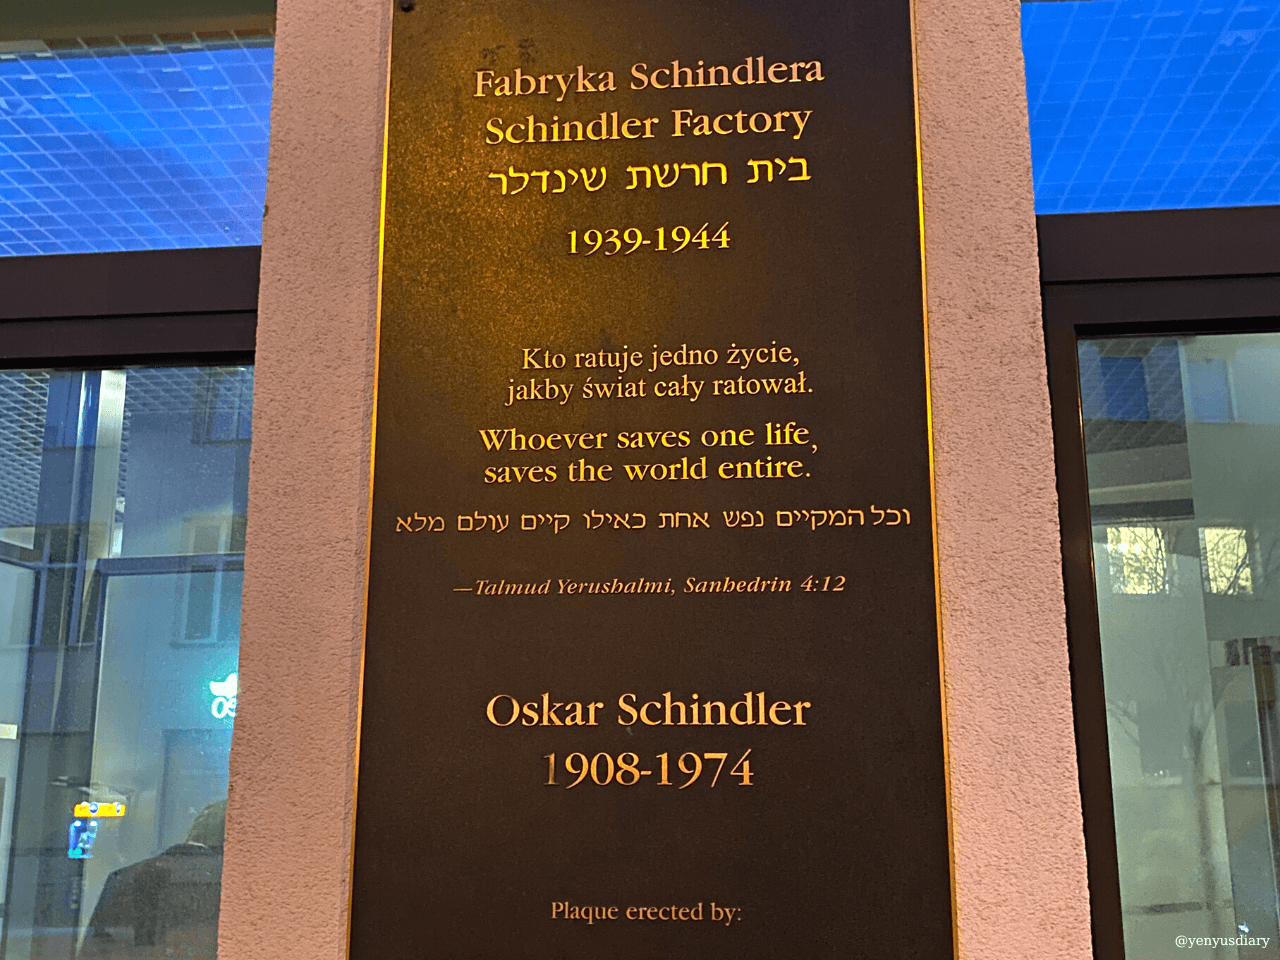 Fabryka Schindlera
Schindler Factory
בית חרשת שינדלר
1939-1944
Kto ratuje jedno życie,
jakby świat cały ratował.
Whoever saves one life,
saves the world entire.
וכל המקיים נפש אחת כאילו קיים עולם מלא
—Talmud Yerushalmi, Sanhedrin 4:12
Oskar Schindler
1908-1974
Plaque erected by:
@yenyusdiary